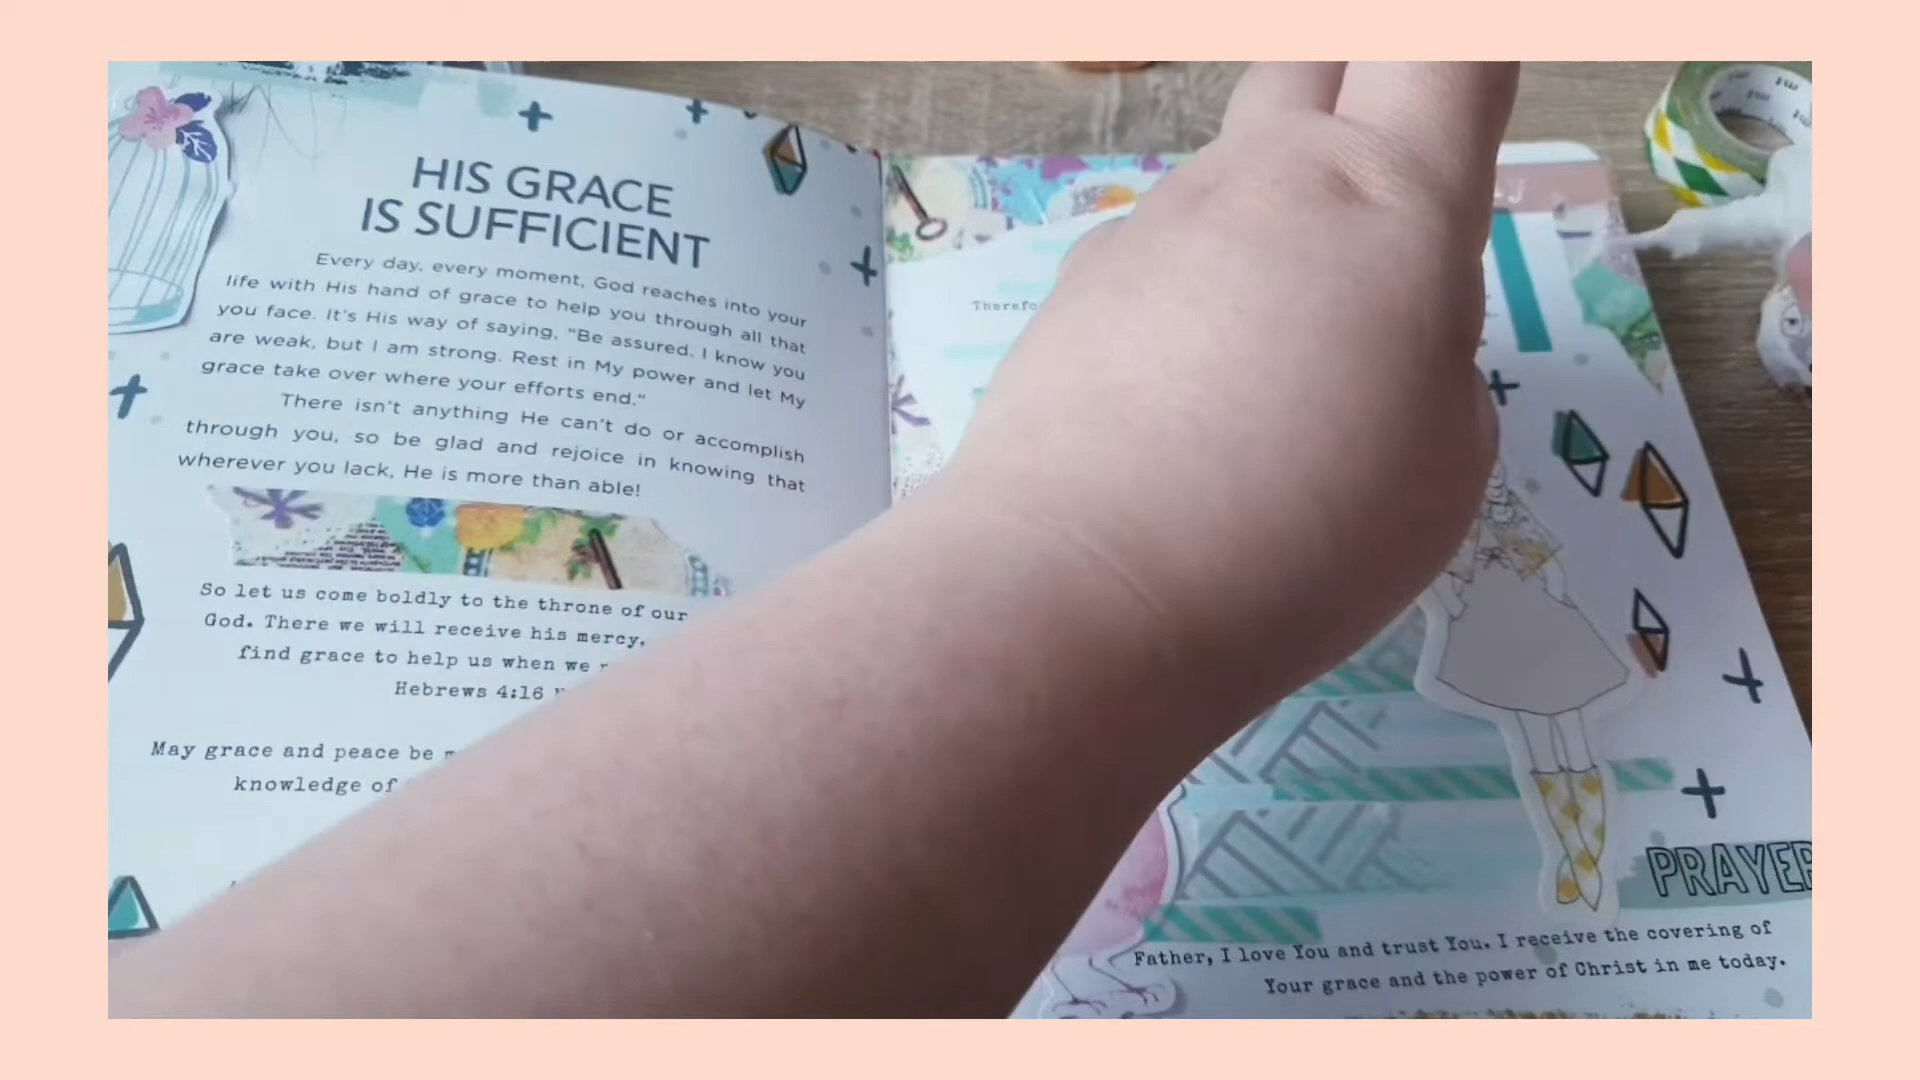 HIS GRACE
IS SUFFICIENT
Every day, every moment, God reaches into your
life with His hand of grace to help you through all that
you face. It's His way of saying, "Be assured. I know you
are weak, but I am strong. Rest in My power and let My
grace take over where your efforts end."
There isn't anything He can't do or accomplish
through you, so be glad and rejoice in knowing that
wherever you lack, He is more than able!
So let us come boldly to the throne of our
God. There we will receive his mercy,
find grace to help us when we
Hebrews 4:16
May grace and peace be
knowledge of
PRAYER
Father, I love You and trust You. I receive the covering of
Your grace and the power of Christ in me today.